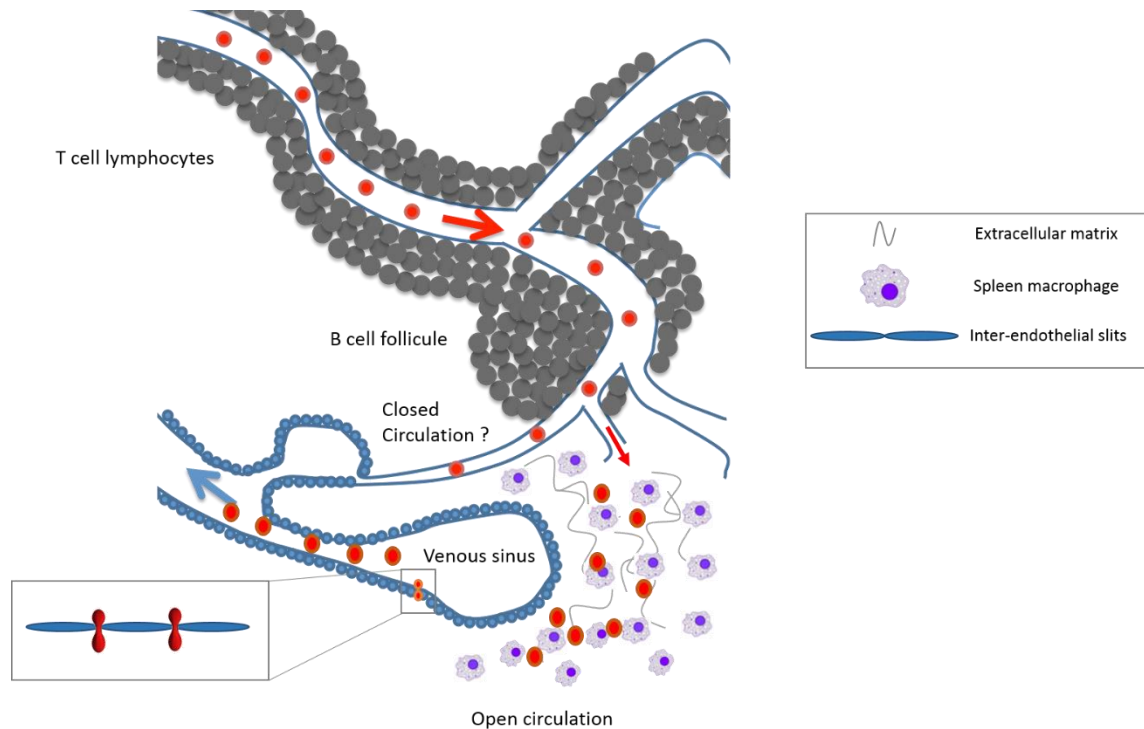 T cell lymphocytes
B cell follicule
Closed
Circulation ?
Venous sinus
Open circulation
Extracellular matrix
Spleen macrophage
Inter-endothelial slits